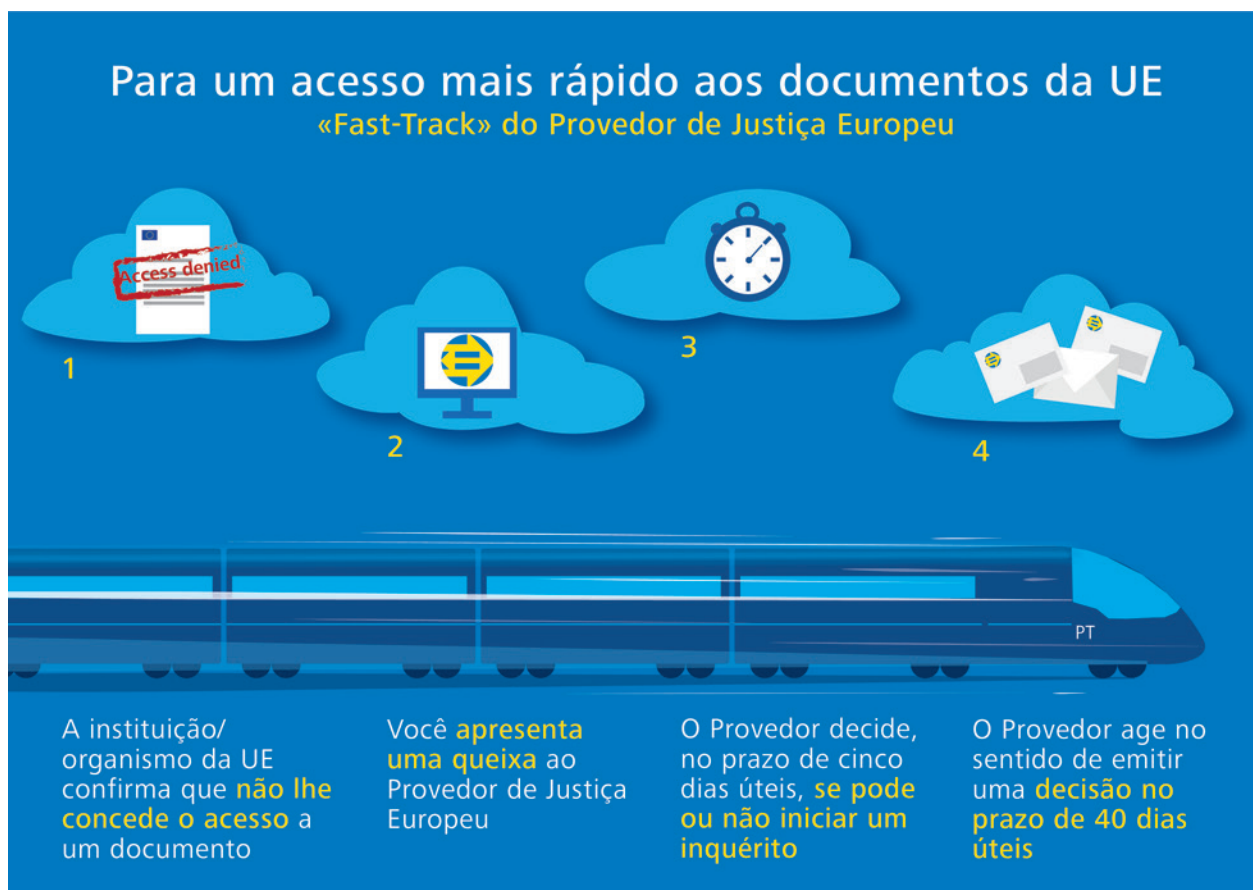 Para um acesso mais rápido aos documentos da UE
«Fast-Track» do Provedor de Justiça Europeu
Access denied
1
2
3
4
PT
A instituição/
organismo da UE
confirma que não lhe
concede o acesso a
um documento
Você apresenta
uma queixa ao
Provedor de Justiça
Europeu
O Provedor decide,
no prazo de cinco
dias úteis, se pode
ou não iniciar um
inquérito
O Provedor age no
sentido de emitir
uma decisão no
prazo de 40 dias
úteis